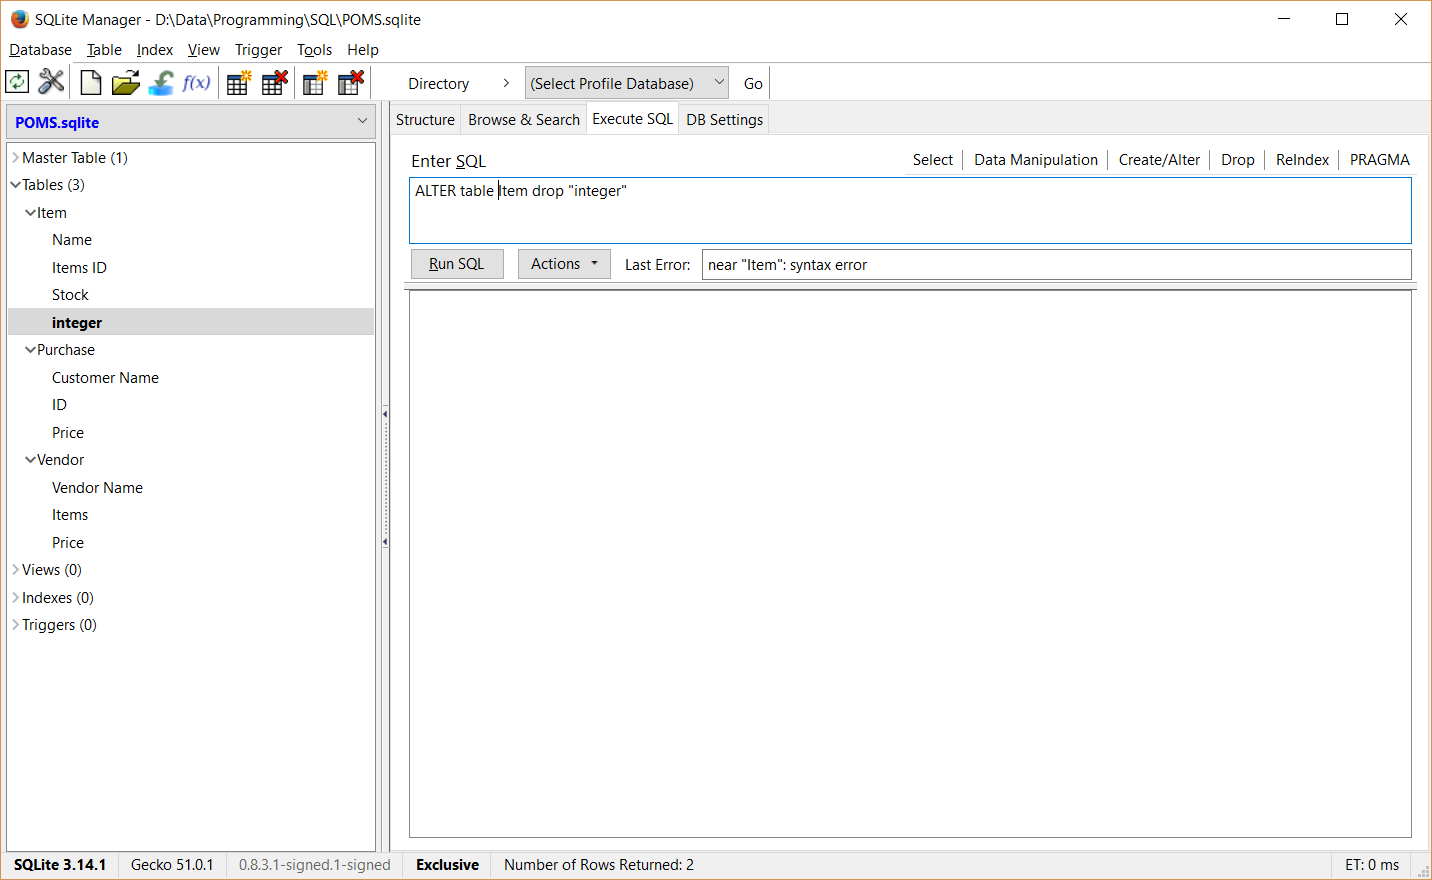 SQLite Manager - D:\Data\Programming\SQL\POMS.sqlite
Database Table Index View Trigger Tools Help
f(x) Directory (Select Profile Database) Go
POMS.sqlite
Master Table (1)
Tables (3)
Item
Name
Items ID
Stock
integer
Purchase
Customer Name
ID
Price
Vendor
Vendor Name
Items
Price
Views (0)
Indexes (0)
Triggers (0)
Structure Browse & Search Execute SQL DB Settings
Enter SQL Select Data Manipulation Create/Alter Drop ReIndex PRAGMA
ALTER table Item drop "integer"
Run SQL Actions Last Error: near "Item": syntax error
SQLite 3.14.1 Gecko 51.0.1 0.8.3.1-signed.1-signed Exclusive Number of Rows Returned: 2 ET: 0 ms